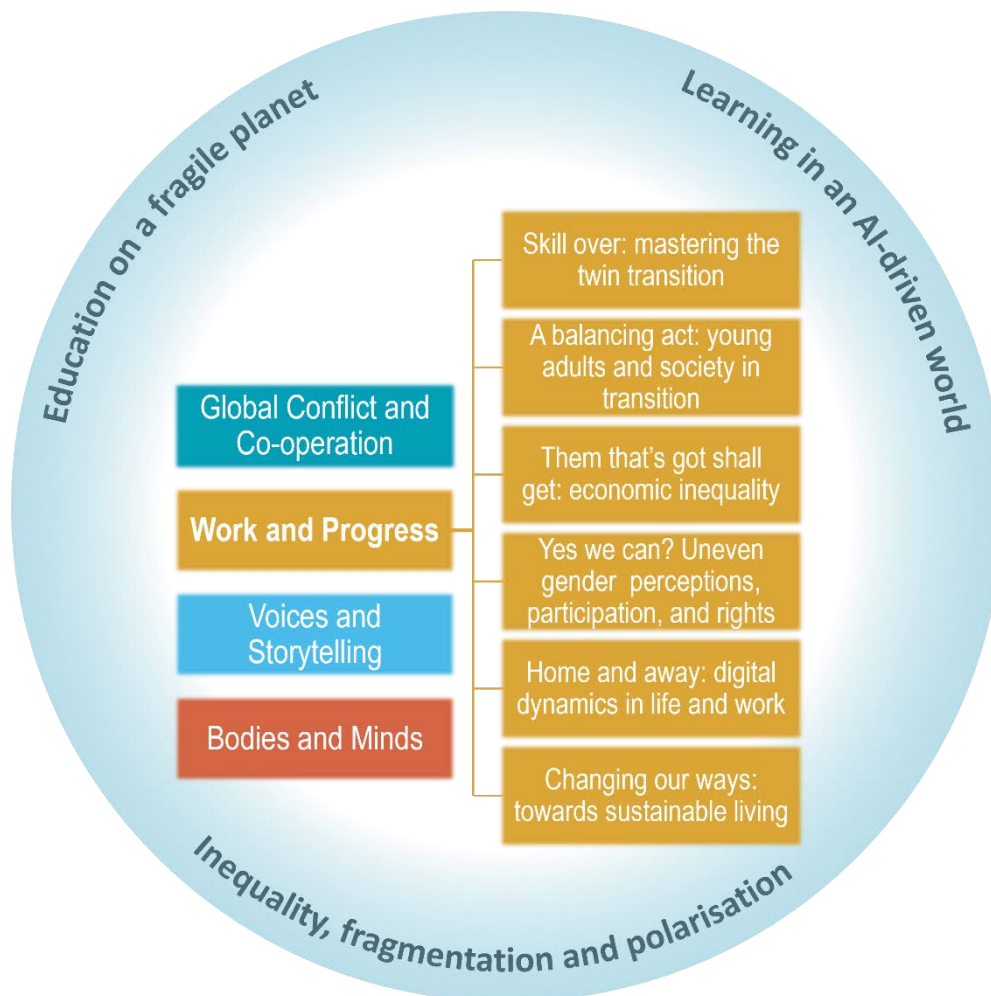 Education on a fragile planet
Learning in an AI-driven world
Global Conflict and
Co-operation
Work and Progress
Voices and
Storytelling
Bodies and Minds
Skill over: mastering the
twin transition
A balancing act: young
adults and society in
transition
Them that’s got shall
get: economic inequality
Yes we can? Uneven
gender perceptions,
participation, and rights
Home and away: digital
dynamics in life and work
Changing our ways:
towards sustainable living
Inequality, fragmentation and polarisation